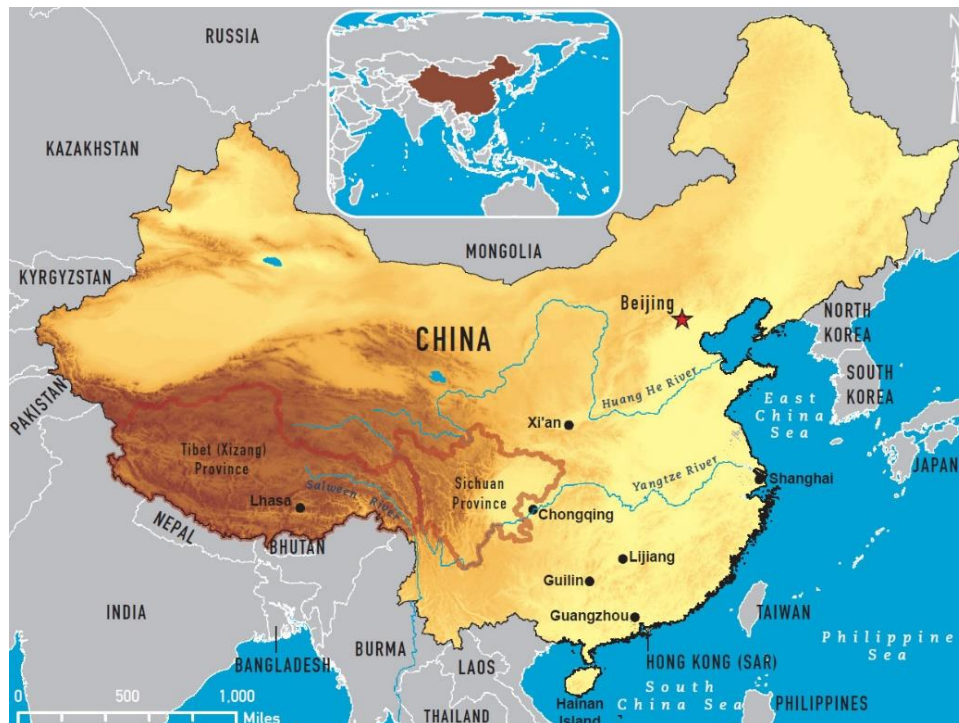 RUSSIA
N
KAZAKHSTAN
MONGOLIA
KYRGYZSTAN
Beijing
NORTH
KOREA
CHINA
SOUTH
KOREA
PAKISTAN
Huang He River
East
China
Sea
Xi'an
Tibet (Xizang)
Province
JAPAN
Sichuan
Province
Yangtze River
Shanghai
Salween River
Lhasa
Chongqing
NEPAL
BHUTAN
Lijiang
Guilin
INDIA
Guangzhou
TAIWAN
BURMA
Philippine
Sea
BANGLADESH
LAOS
HONG KONG (SAR)
South
China Sea
0 500 1,000
Miles
Hainan
Island
THAILAND
PHILIPPINES